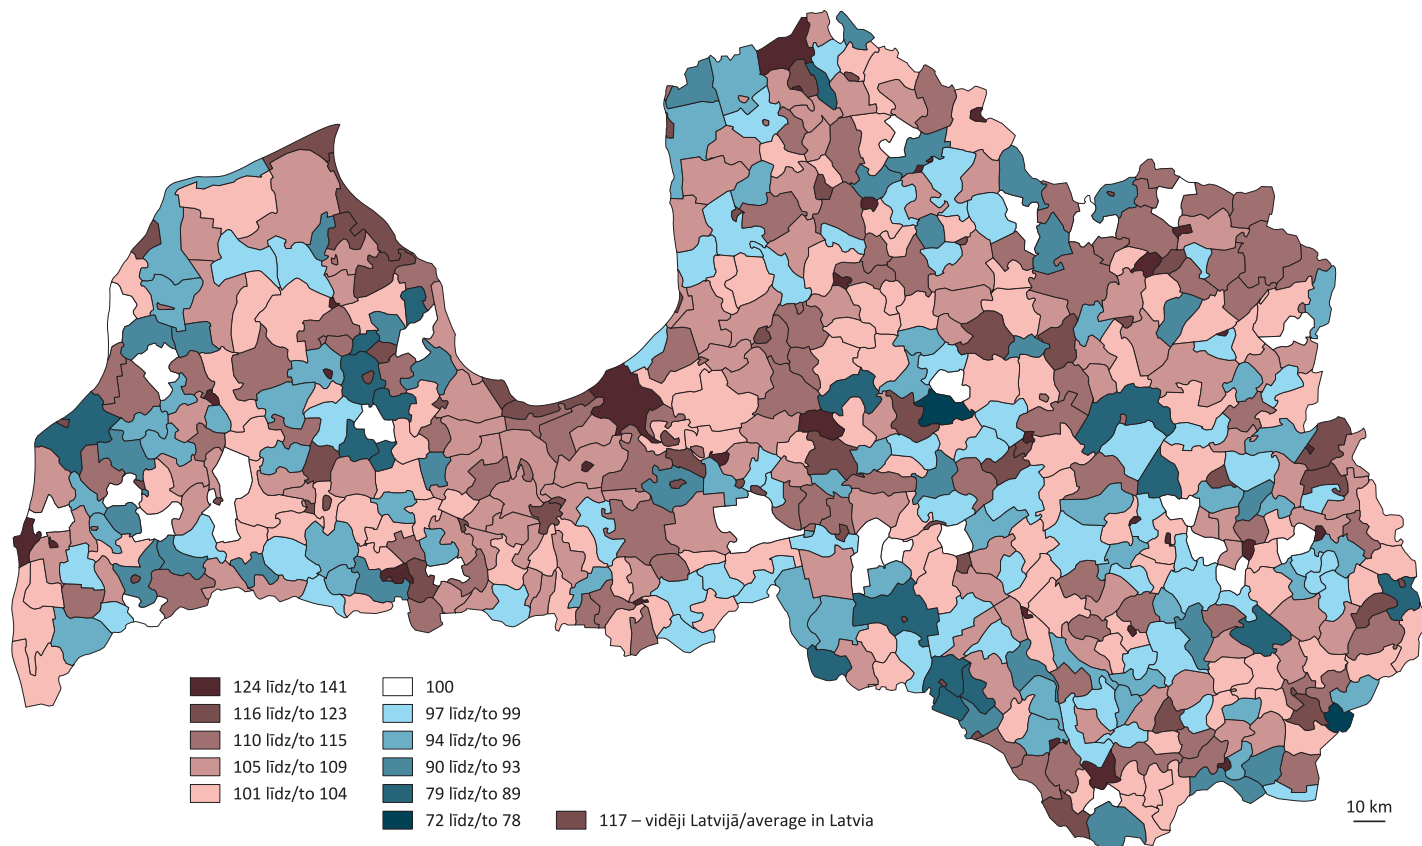 124 līdz/to 141
116 līdz/to 123
110 līdz/to 115
105 līdz/to 109
101 līdz/to 104
100
97 līdz/to 99
94 līdz/to 96
90 līdz/to 93
79 līdz/to 89
72 līdz/to 78
117 – vidēji Latvijā/average in Latvia
10 km